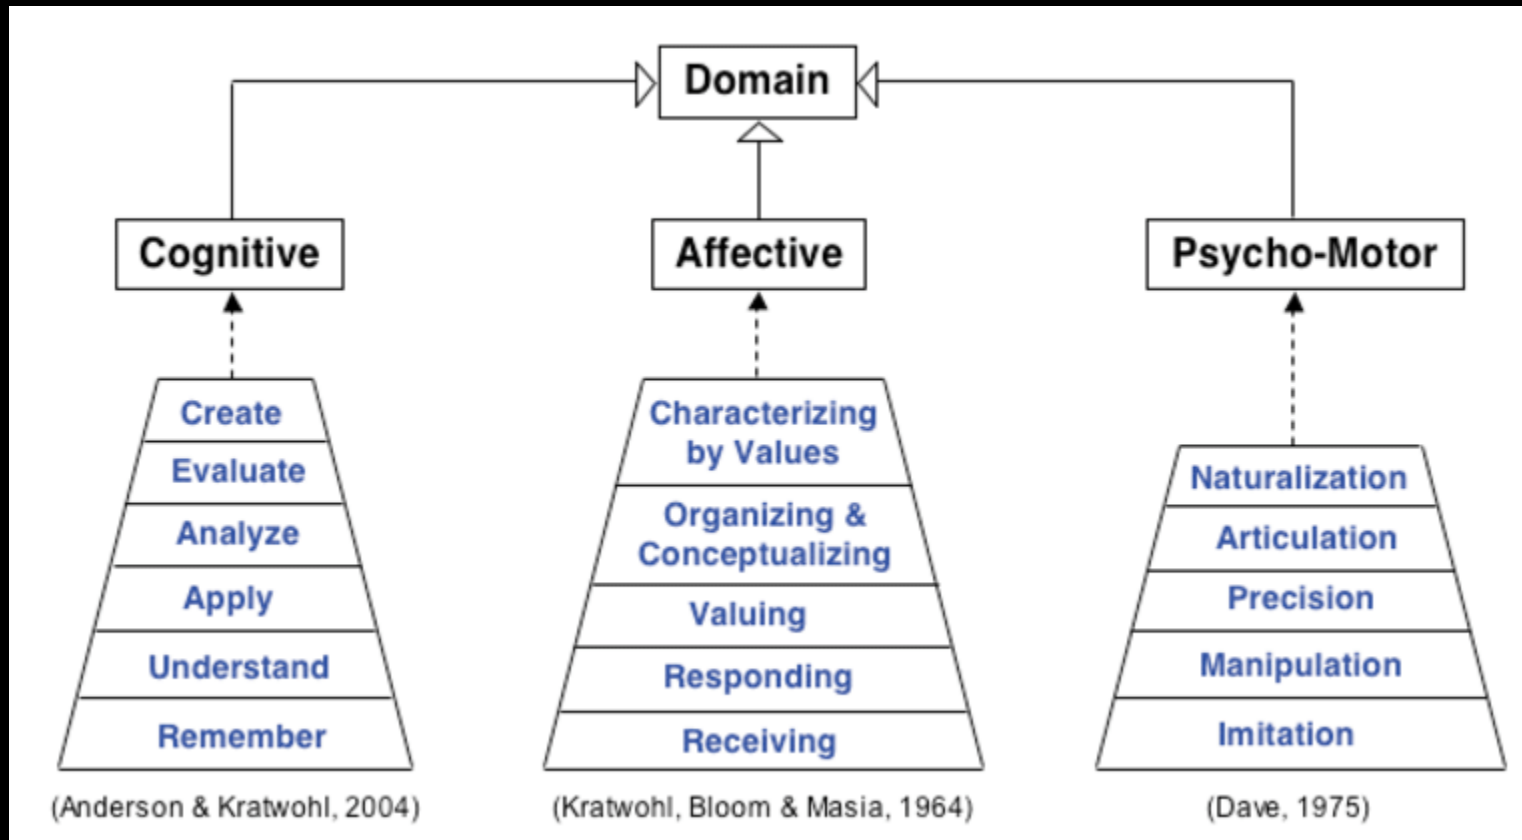 Domain
Cognitive
Affective
Psycho-Motor
Create
Evaluate
Analyze
Apply
Understand
Remember
(Anderson & Kratwohl, 2004)
Characterizing
by Values
Organizing &
Conceptualizing
Valuing
Responding
Receiving
(Kratwohl, Bloom & Masia, 1964)
Naturalization
Articulation
Precision
Manipulation
Imitation
(Dave, 1975)